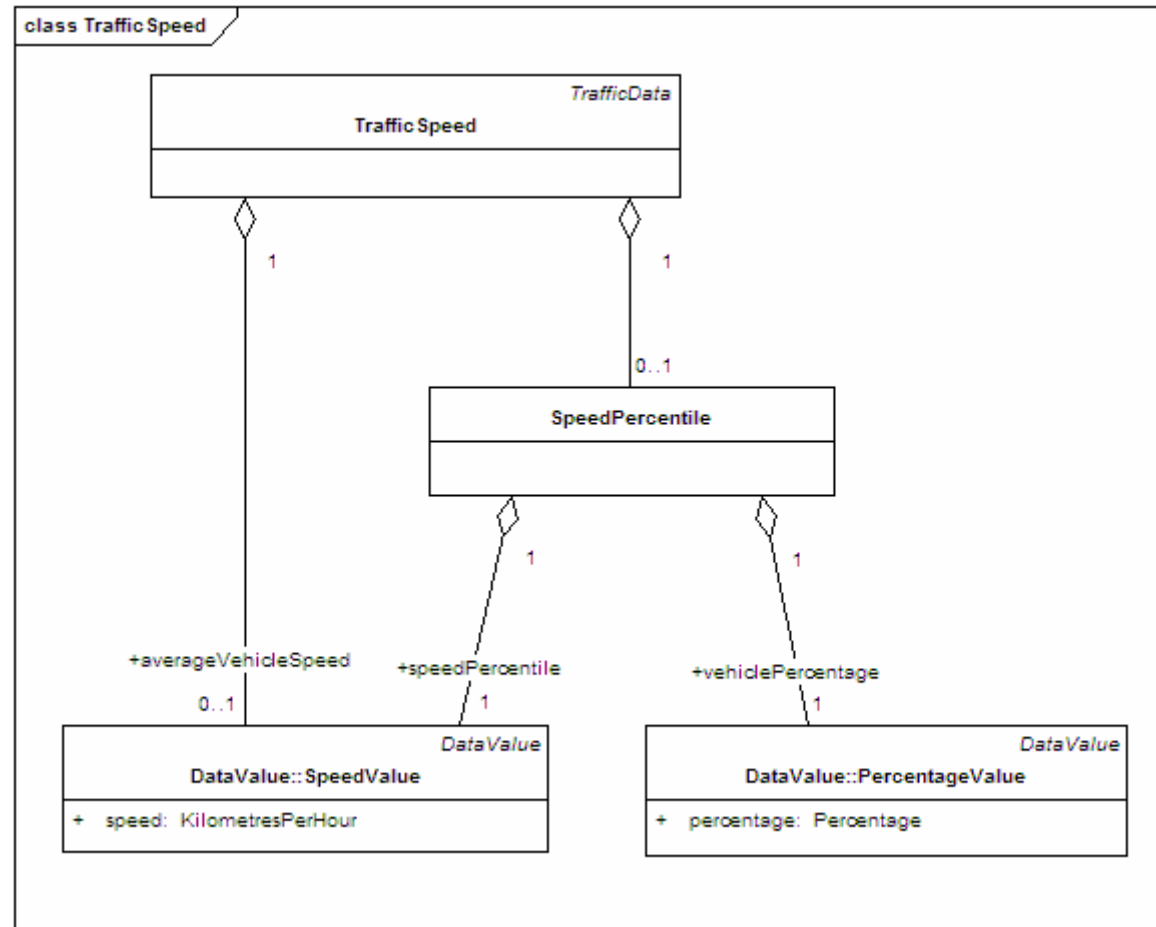 class TrafficSpeed
TrafficData
TrafficSpeed
1
1
0..1
SpeedPercentile
1
1
+averageVehicleSpeed
+speedPercentile
+vehiclePercentage
0..1
1
1
DataValue
DataValue::SpeedValue
+ speed: KilometresPerHour
DataValue
DataValue::PercentageValue
+ percentage: Percentage